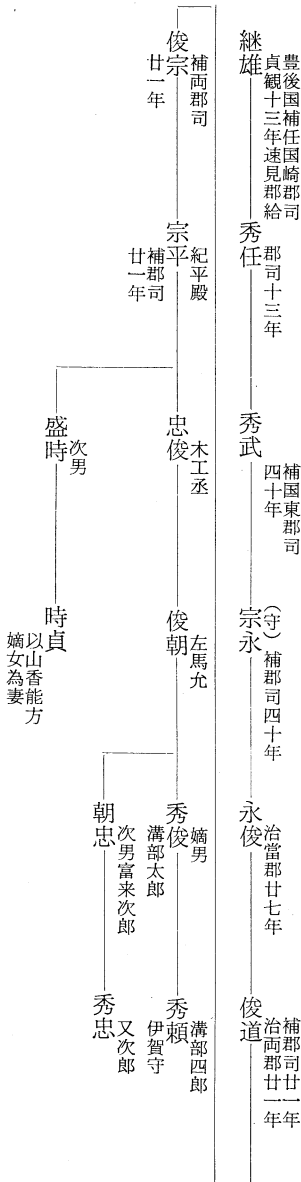 継雄
豊後国補任国崎郡司
貞観十三年速見郡給
秀任
郡司十三年
秀武
補国東郡司
四十年
宗永
(守)補郡司四十年
永俊
治當郡廿七年
俊道
補郡司廿一年
治両郡廿一年
俊宗
補両郡司
廿一年
宗平
紀平殿
補郡司
廿一年
忠俊
木工丞
俊朝
左馬允
秀俊
嫡男
溝部太郎
秀頼
溝部四郎
伊賀守
朝忠
次男富来次郎
秀忠
又次郎
盛時
次男
時貞
以山香能方
嫡女為妻